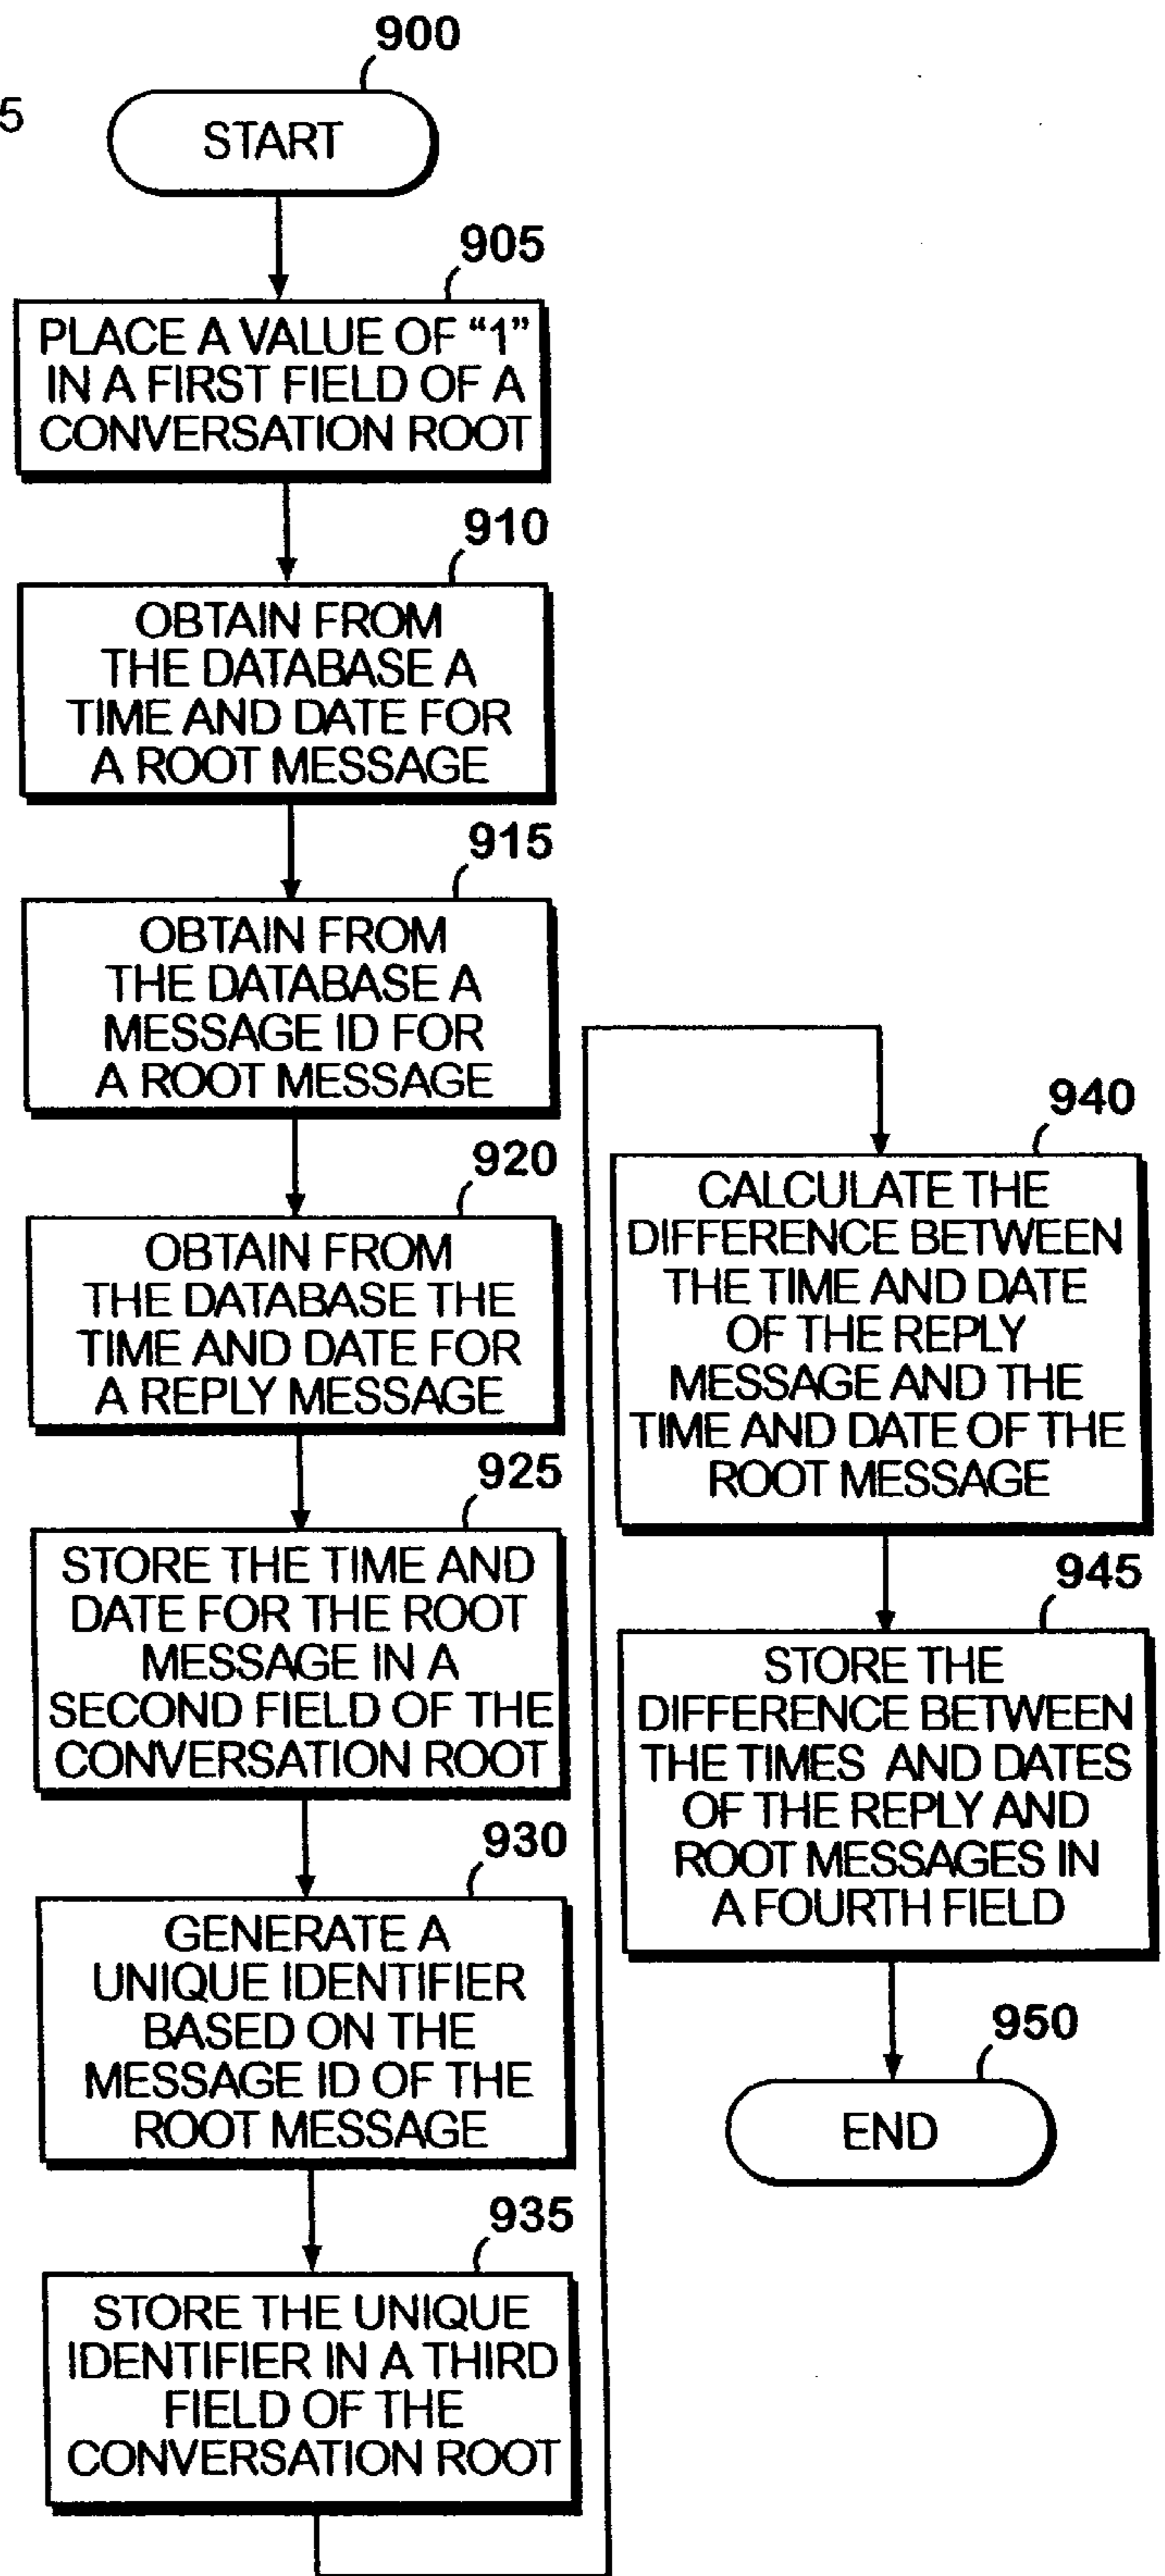 900
5
START
905
PLACE A VALUE OF “1”
IN A FIRST FIELD OF A
CONVERSATION ROOT
910
OBTAIN FROM
THE DATABASE A
TIME AND DATE FOR
A ROOT MESSAGE
915
OBTAIN FROM
THE DATABASE A
MESSAGE ID FOR
A ROOT MESSAGE
920
OBTAIN FROM
THE DATABASE THE
TIME AND DATE FOR
A REPLY MESSAGE
925
STORE THE TIME AND
DATE FOR THE ROOT
MESSAGE IN A
SECOND FIELD OF THE
CONVERSATION ROOT
930
GENERATE A
UNIQUE IDENTIFIER
BASED ON THE
MESSAGE ID OF THE
ROOT MESSAGE
935
STORE THE UNIQUE
IDENTIFIER IN A THIRD
FIELD OF THE
CONVERSATION ROOT
940
CALCULATE THE
DIFFERENCE BETWEEN
THE TIME AND DATE
OF THE REPLY
MESSAGE AND THE
TIME AND DATE OF THE
ROOT MESSAGE
945
STORE THE
DIFFERENCE BETWEEN
THE TIMES AND DATES
OF THE REPLY AND
ROOT MESSAGES IN
A FOURTH FIELD
950
END